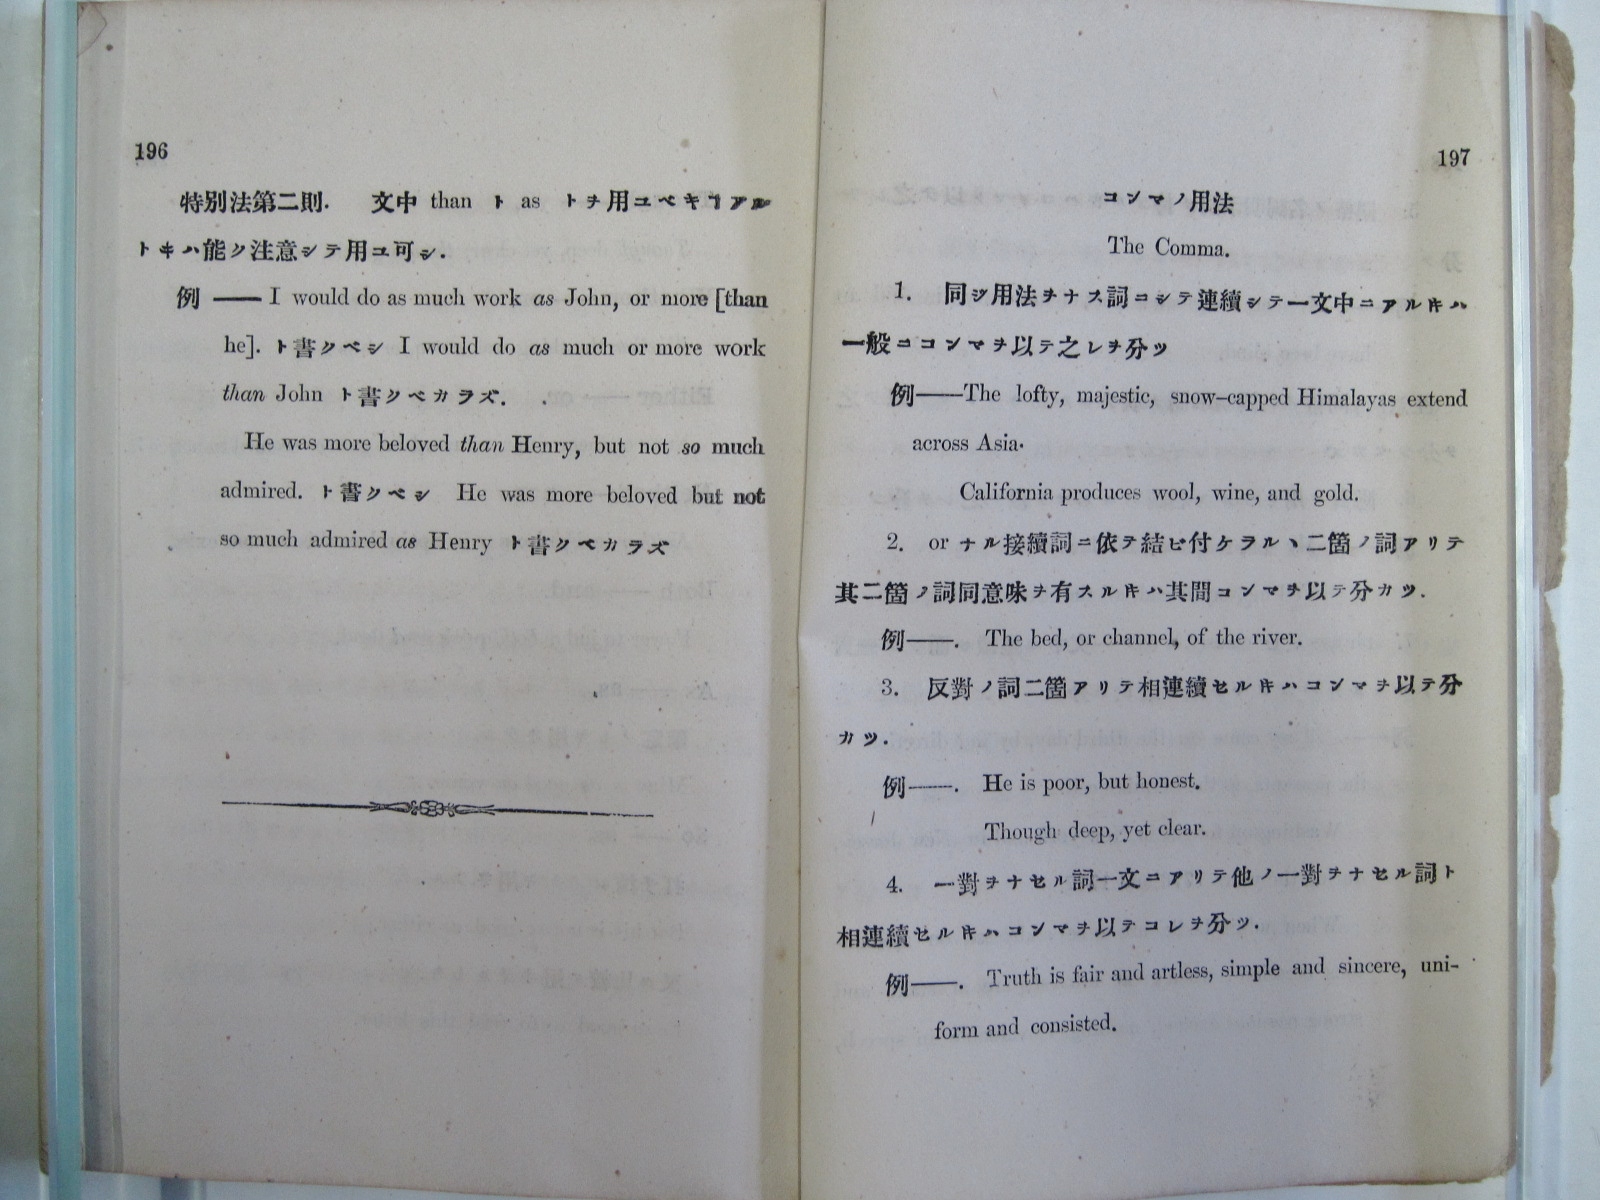 196
特別法第二則. 文中 than ト as トヲ用ユベキヿアル
トキハ能ク注意シテ用ユ可シ.
例 —— I would do as much work as John, or more [than
he]. ト書クベシ I would do as much or more work
than John ト書クベカラズ.
He was more beloved than Henry, but not so much
admired. ト書クベシ He was more beloved but not
so much admired as Henry ト書クベカラズ
197
コンマノ用法
The Comma.
1. 同ジ用法ヲナス詞ニシテ連續シテ一文中ニアルキハ
一般ニコンマヲ以テ之レヲ分ツ
例——The lofty, majestic, snow-capped Himalayas extend
across Asia.
California produces wool, wine, and gold.
2. or ナル接續詞ニ依テ結ビ付ケラルヽ二箇ノ詞アリテ
其二箇ノ詞同意味ヲ有スルキハ其間コンマヲ以テ分カツ.
例——. The bed, or channel, of the river.
3. 反對ノ詞二箇アリテ相連續セルキハコンマヲ以テ分
カツ.
例——. He is poor, but honest.
Though deep, yet clear.
4. 一對ヲナセル詞一文ニアリテ他ノ一對ヲナセル詞ト
相連續セルキハコンマヲ以テコレヲ分ツ.
例——. Truth is fair and artless, simple and sincere, uni-
form and consisted.